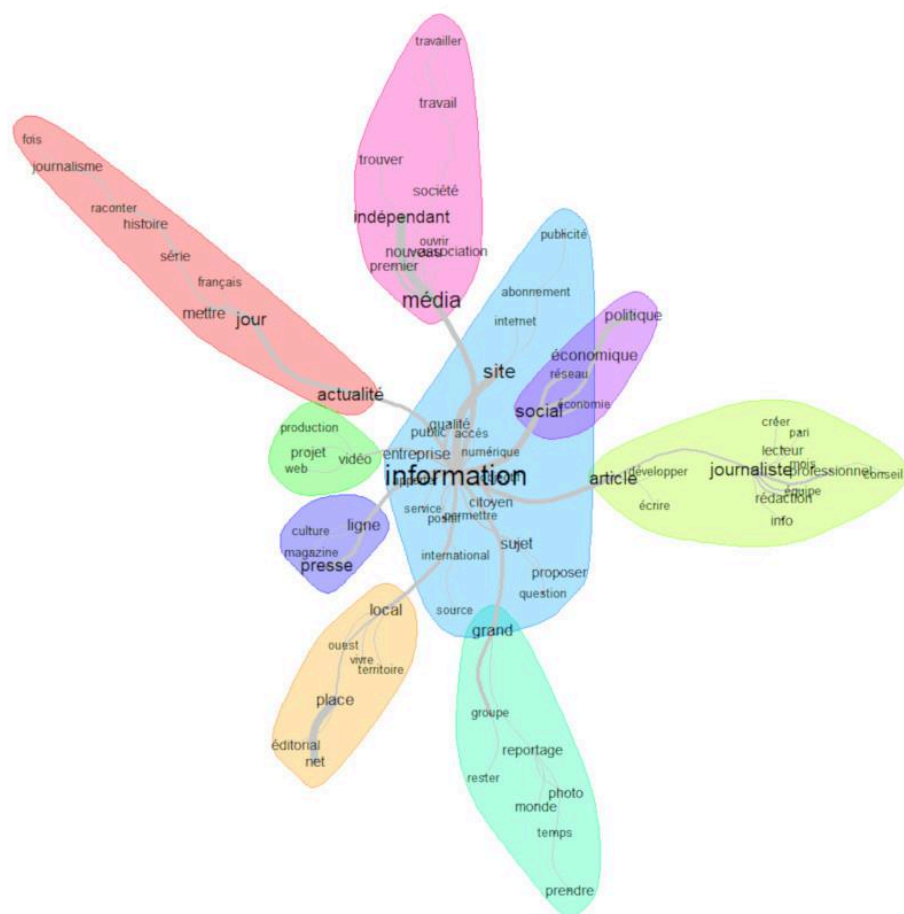 travailler
travail
fois
journalisme
trouver
société
raconter
histoire
indépendant
publicité
ouvrir
nouveau association
premier
série
français
abonnement
média
mettre
jour
internet
politique
économique
site
réseau
actualité
social
économie
créer
production
qualité
public
accès
pari
projet
vidéo
entreprise
numérique
lecteur
mois
web
information
article
développer
journaliste
professionnel
conseil
service
citoyen
équipe
rédaction
permettre
écrire
culture
ligne
info
magazine
international
sujet
presse
proposer
question
local
source
grand
ouest
vivre
territoire
place
groupe
éditorial
reportage
net
rester
photo
monde
temps
prendre